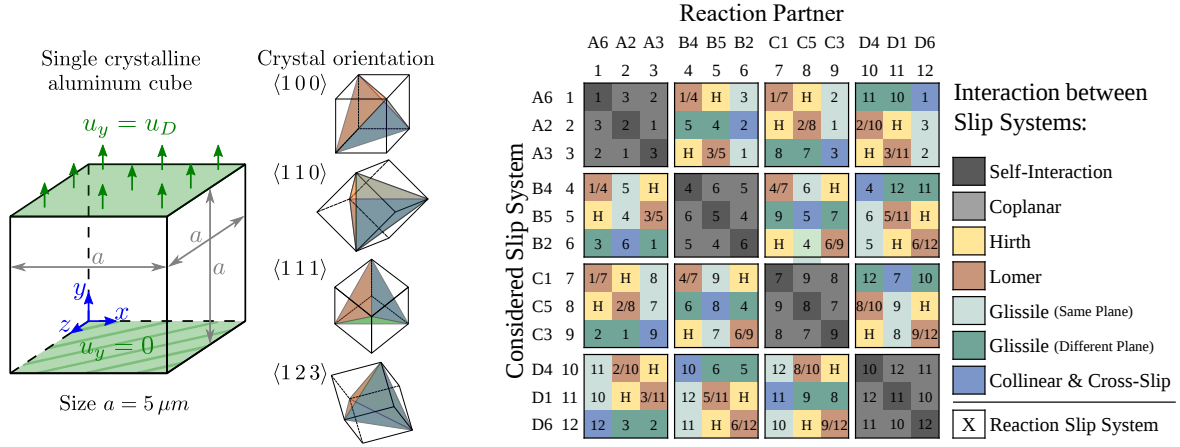 Single crystalline
aluminum cube
u_y = u_D
a
a
a
y
x
z
u_y = 0
Size a = 5 μm
Crystal orientation
⟨1 0 0⟩
⟨1 1 0⟩
⟨1 1 1⟩
⟨1 2 3⟩
Reaction Partner
A6 A2 A3 B4 B5 B2 C1 C5 C3 D4 D1 D6
1 2 3 4 5 6 7 8 9 10 11 12
Considered Slip System
A6 1 1 3 2 1/4 H 3 1/7 H 2 11 10 1
A2 2 3 2 1 5 4 2 H 2/8 1 2/10 H 3
A3 3 2 1 3 H 3/5 1 8 7 3 H 3/11 2
B4 4 1/4 5 H 4 6 5 4/7 6 H 4 12 11
B5 5 H 4 3/5 6 5 4 9 5 7 6 5/11 H
B2 6 3 6 1 5 4 6 H 4 6/9 5 H 6/12
C1 7 1/7 H 8 4/7 9 H 7 9 8 12 7 10
C5 8 H 2/8 7 6 8 4 9 8 7 8/10 9 H
C3 9 2 1 9 H 7 6/9 8 7 9 H 8 9/12
D4 10 11 2/10 H 10 6 5 12 8/10 H 10 12 11
D1 11 10 H 3/11 12 5/11 H 11 9 8 12 11 10
D6 12 12 3 2 11 H 6/12 10 H 9/12 11 10 12
Interaction between
Slip Systems:
Self-Interaction
Coplanar
Hirth
Lomer
Glissile (Same Plane)
Glissile (Different Plane)
Collinear & Cross-Slip
X Reaction Slip System